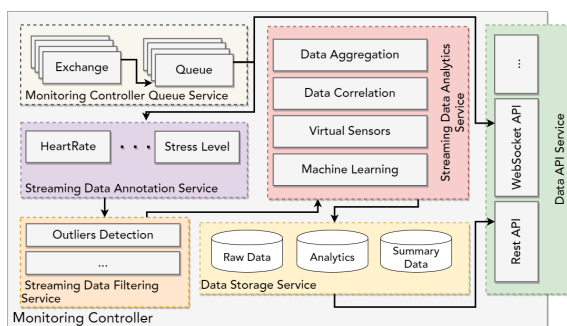 Exchange
Queue
Monitoring Controller Queue Service
HeartRate
Stress Level
Streaming Data Annotation Service
Outliers Detection
...
Streaming Data Filtering
Service
Data Aggregation
Data Correlation
Virtual Sensors
Machine Learning
Streaming Data Analytics
Service
Raw Data
Analytics
Summary
Data
Data Storage Service
...
WebSocket API
Rest API
Data API Service
Monitoring Controller